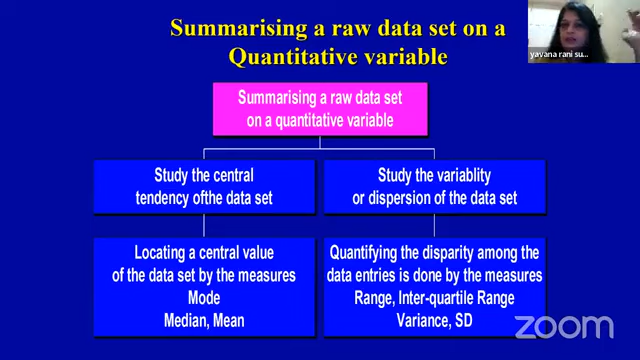 Summarising a raw data set on a
Quantitative variable
yavana rani su...
Summarising a raw data set
on a quantitative variable
Study the central
tendency ofthe data set
Study the variablity
or dispersion of the data set
Locating a central value
of the data set by the measures
Mode
Median, Mean
Quantifying the disparity among the
data entries is done by the measures
Range, Inter-quartile Range
Variance, SD
zoom